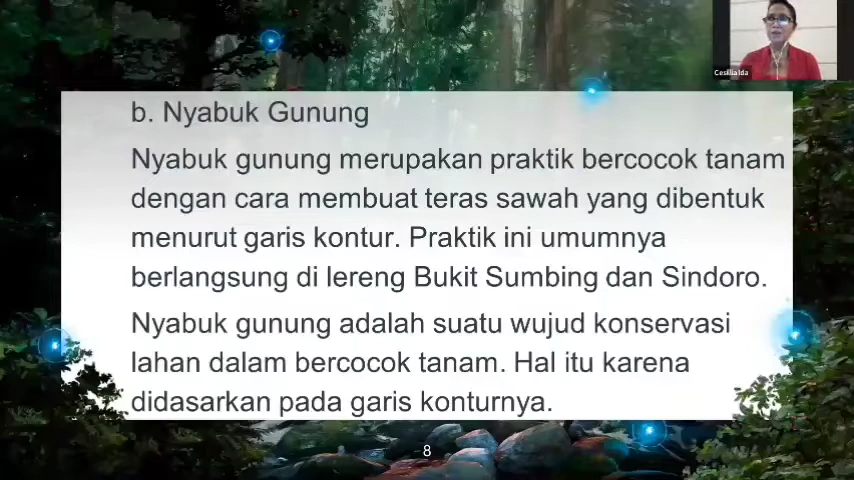 Cesillia Ida
b. Nyabuk Gunung
Nyabuk gunung merupakan praktik bercocok tanam
dengan cara membuat teras sawah yang dibentuk
menurut garis kontur. Praktik ini umumnya
berlangsung di lereng Bukit Sumbing dan Sindoro.
Nyabuk gunung adalah suatu wujud konservasi
lahan dalam bercocok tanam. Hal itu karena
didasarkan pada garis konturnya.
8